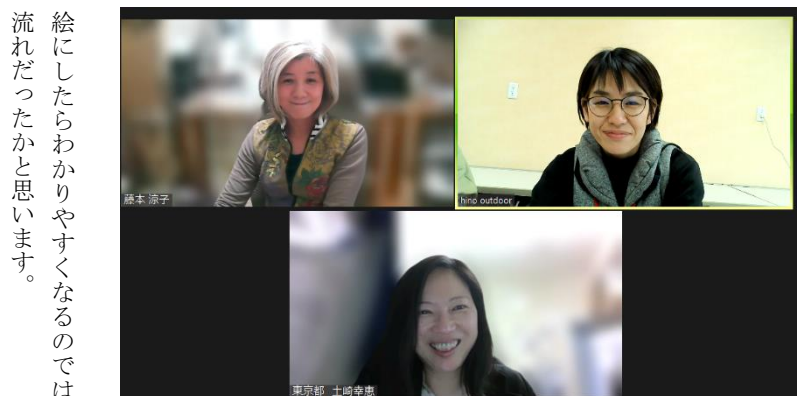 絵にしたらわかりやすくなるのでは
流れだったかと思います。
藤本 涼子
hino outdoor
東京都 土崎幸恵